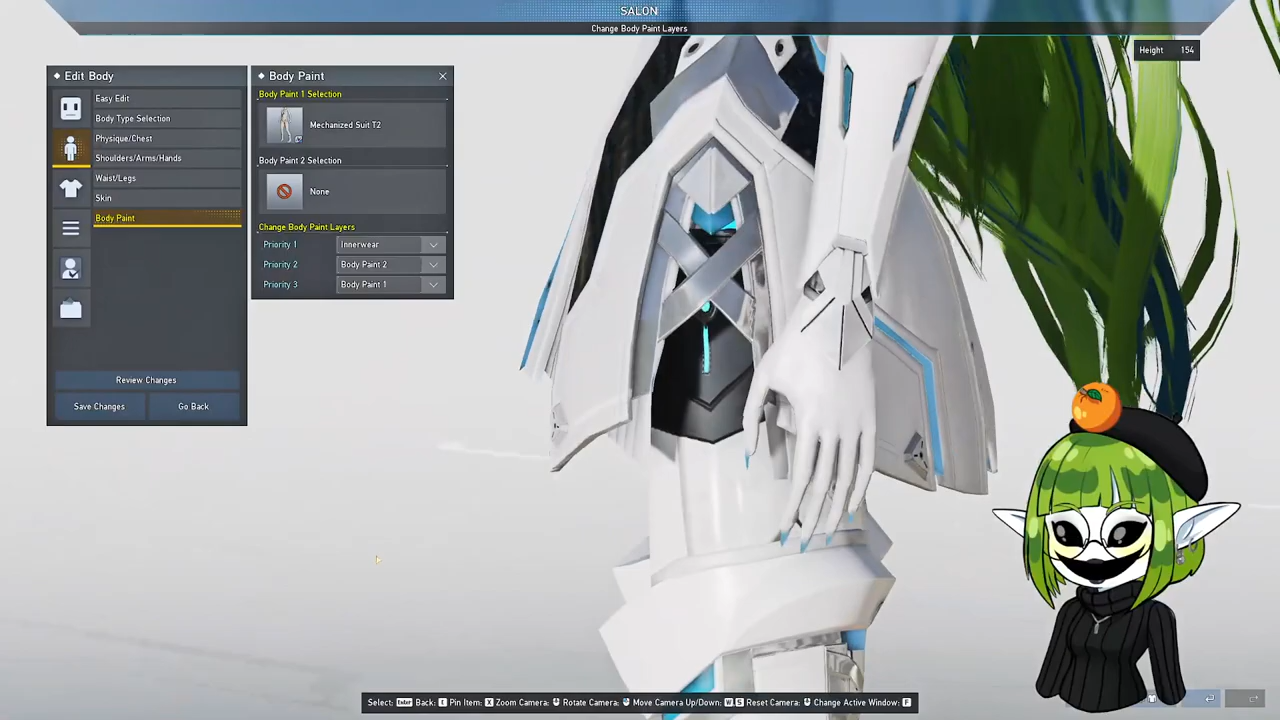 SALON
Change Body Paint Layers
Height 154
Edit Body
Easy Edit
Body Type Selection
Physique/Chest
Shoulders/Arms/Hands
Waist/Legs
Skin
Body Paint
Review Changes
Save Changes
Go Back
Body Paint
Body Paint 1 Selection
Mechanized Suit T2
Body Paint 2 Selection
None
Change Body Paint Layers
Priority 1 Innerwear
Priority 2 Body Paint 2
Priority 3 Body Paint 1
Select: Enter Back: Pin Item: X Zoom Camera: Rotate Camera: Move Camera Up/Down: W S Reset Camera: Change Active Window: F